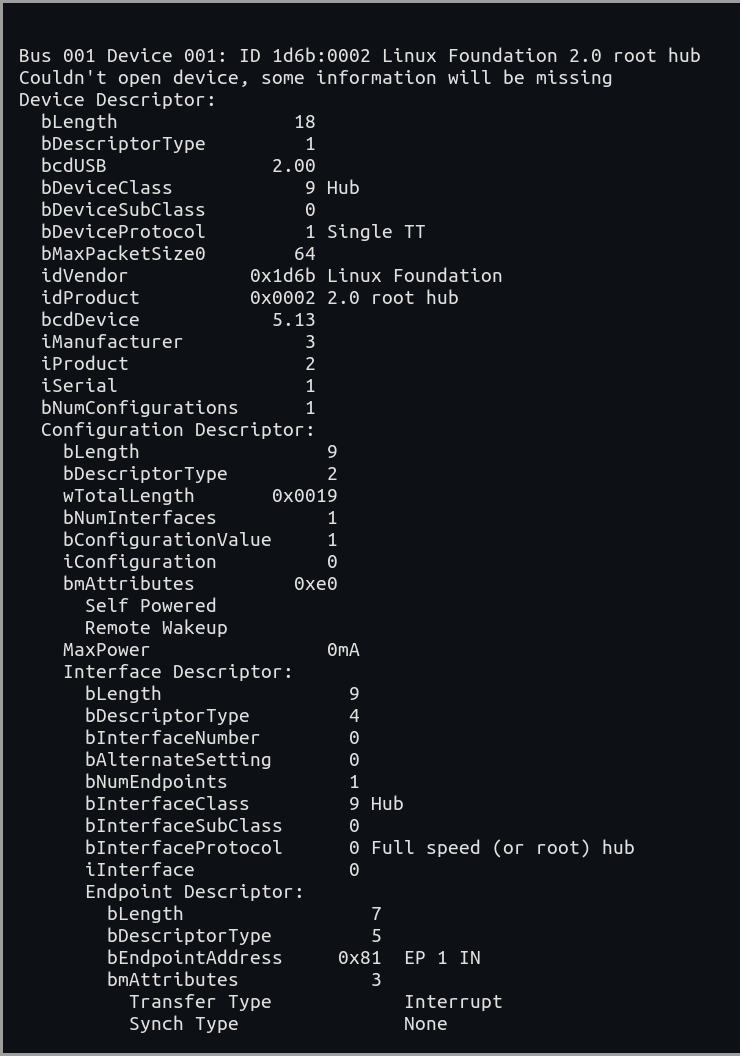 Bus 001 Device 001: ID 1d6b:0002 Linux Foundation 2.0 root hub
Couldn't open device, some information will be missing
Device Descriptor:
  bLength                18
  bDescriptorType         1
  bcdUSB               2.00
  bDeviceClass            9 Hub
  bDeviceSubClass         0
  bDeviceProtocol         1 Single TT
  bMaxPacketSize0        64
  idVendor           0x1d6b Linux Foundation
  idProduct          0x0002 2.0 root hub
  bcdDevice            5.13
  iManufacturer           3
  iProduct                2
  iSerial                 1
  bNumConfigurations      1
  Configuration Descriptor:
    bLength                 9
    bDescriptorType         2
    wTotalLength       0x0019
    bNumInterfaces          1
    bConfigurationValue     1
    iConfiguration          0
    bmAttributes         0xe0
      Self Powered
      Remote Wakeup
    MaxPower                0mA
    Interface Descriptor:
      bLength                 9
      bDescriptorType         4
      bInterfaceNumber        0
      bAlternateSetting       0
      bNumEndpoints           1
      bInterfaceClass         9 Hub
      bInterfaceSubClass      0
      bInterfaceProtocol      0 Full speed (or root) hub
      iInterface              0
      Endpoint Descriptor:
        bLength                 7
        bDescriptorType         5
        bEndpointAddress     0x81  EP 1 IN
        bmAttributes            3
          Transfer Type            Interrupt
          Synch Type               None